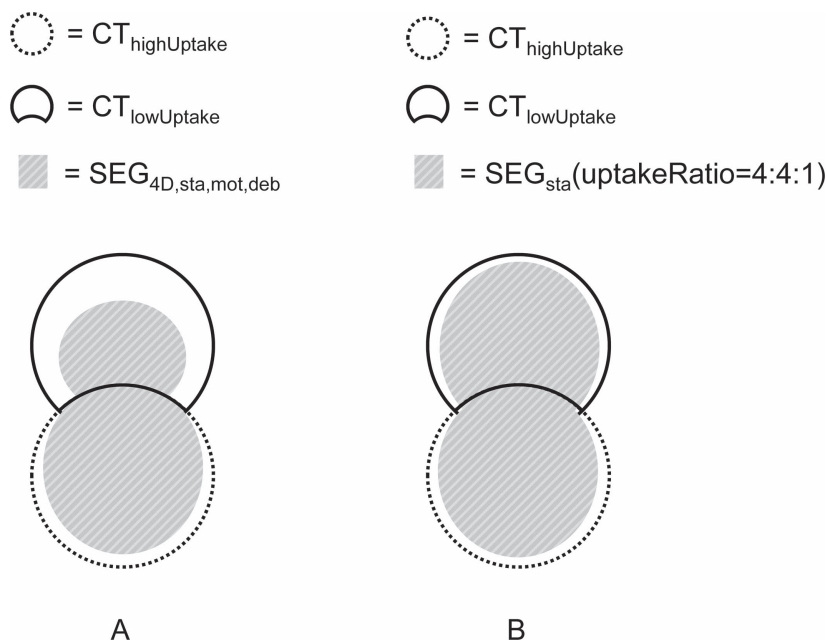 = CT_highUptake
= CT_lowUptake
= SEG_4D,sta,mot,deb
= CT_highUptake
= CT_lowUptake
= SEG_sta(uptakeRatio=4:4:1)
A
B